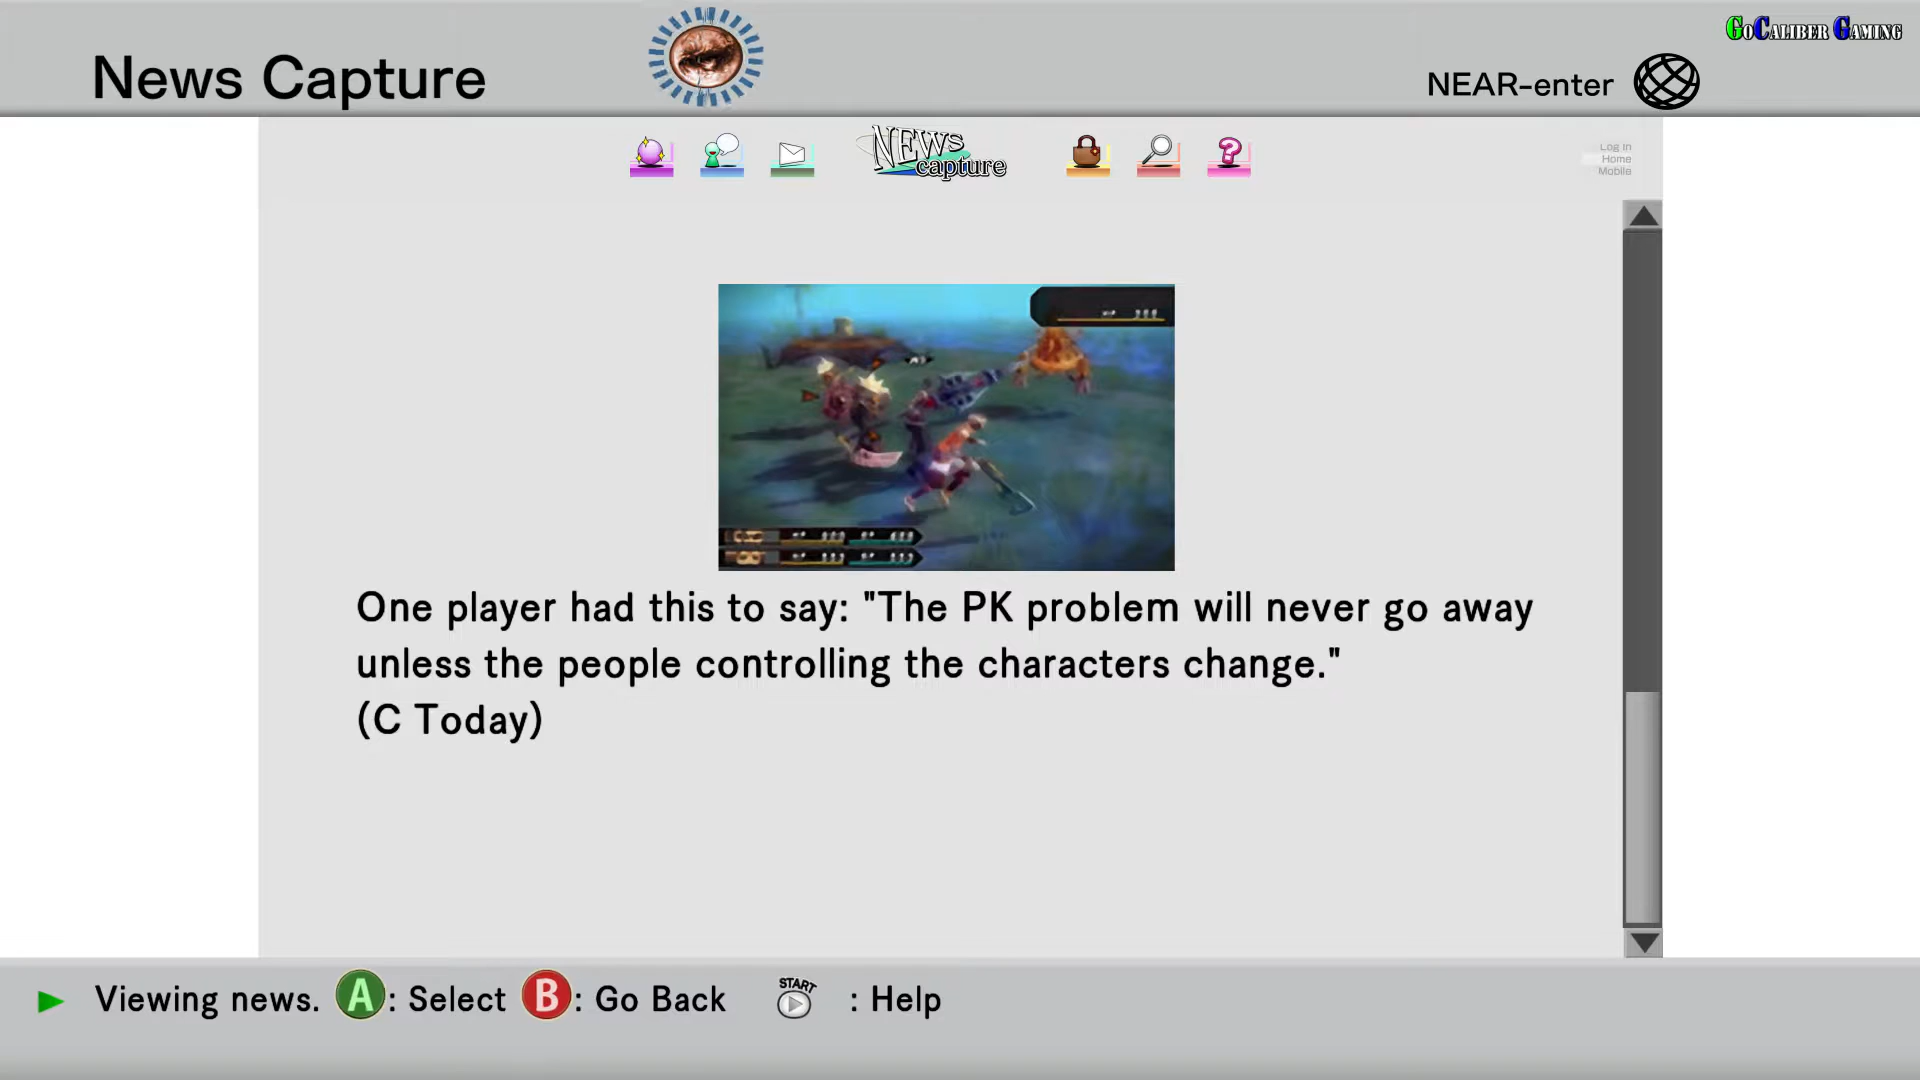 GoCaliber Gaming
News Capture
NEAR-enter
NEWS
capture
Log In
Home
Mobile
One player had this to say: "The PK problem will never go away
unless the people controlling the characters change."
(C Today)
Viewing news. A: Select B: Go Back START : Help